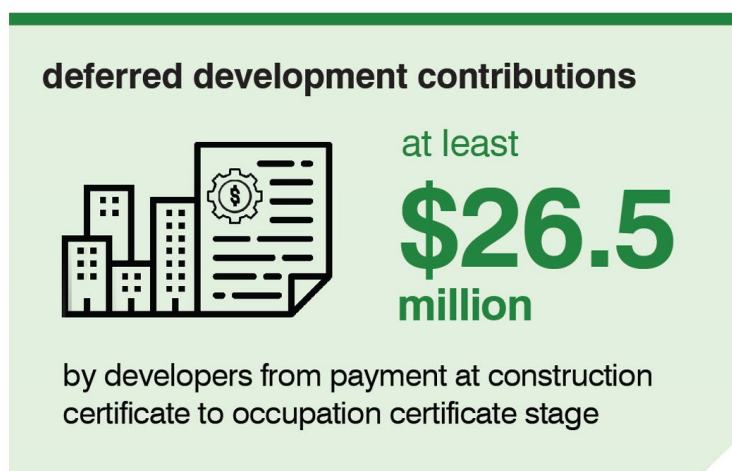 deferred development contributions
at least
$26.5
million
by developers from payment at construction
certificate to occupation certificate stage